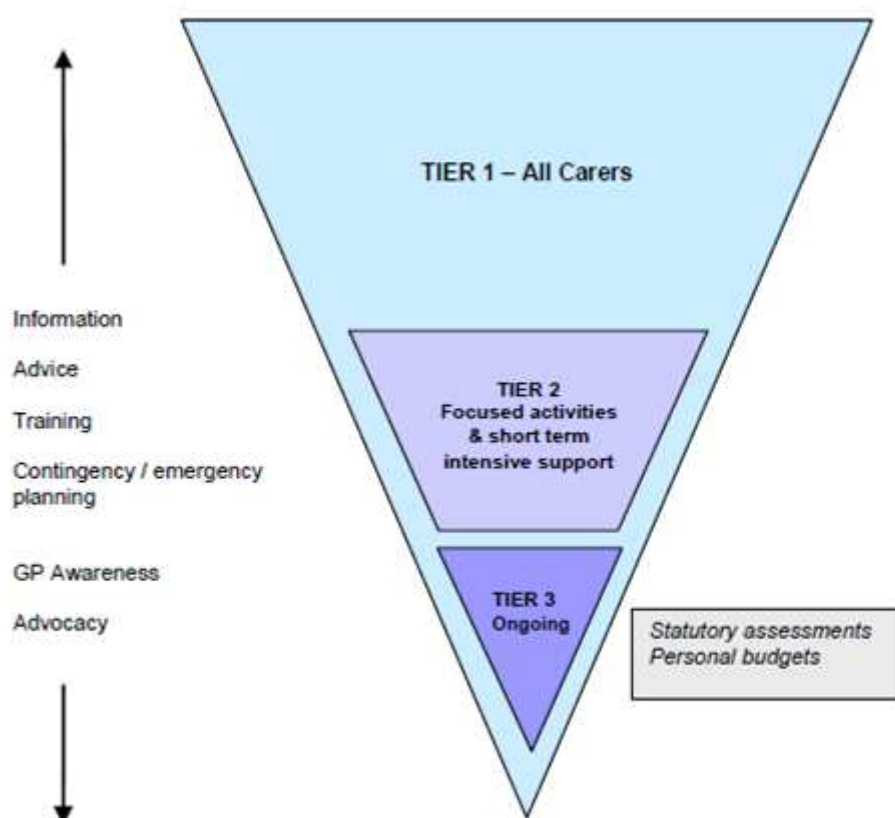 TIER 1 – All Carers
Information
Advice
Training
Contingency / emergency
planning
GP Awareness
Advocacy
TIER 2
Focused activities
& short term
intensive support
TIER 3
Ongoing
Statutory assessments
Personal budgets